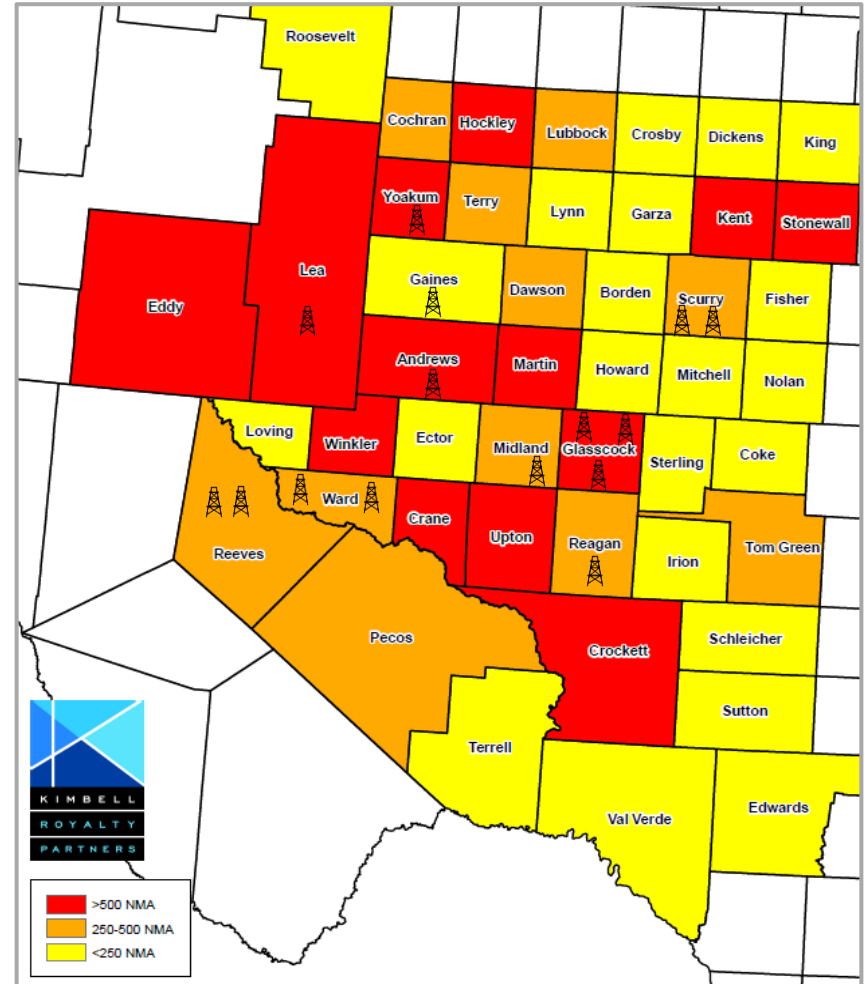 Roosevelt
Cochran
Hockley
Lubbock
Crosby
Dickens
King
Yoakum
Terry
Lynn
Garza
Kent
Stonewall
Lea
Eddy
Gaines
Dawson
Borden
Scurry
Fisher
Andrews
Martin
Howard
Mitchell
Nolan
Loving
Winkler
Ector
Midland
Glasscock
Sterling
Coke
Ward
Crane
Upton
Reagan
Irion
Tom Green
Reeves
Pecos
Crockett
Schleicher
Sutton
Terrell
Val Verde
Edwards
KIMBELL
ROYALTY
PARTNERS
>500 NMA
250-500 NMA
<250 NMA